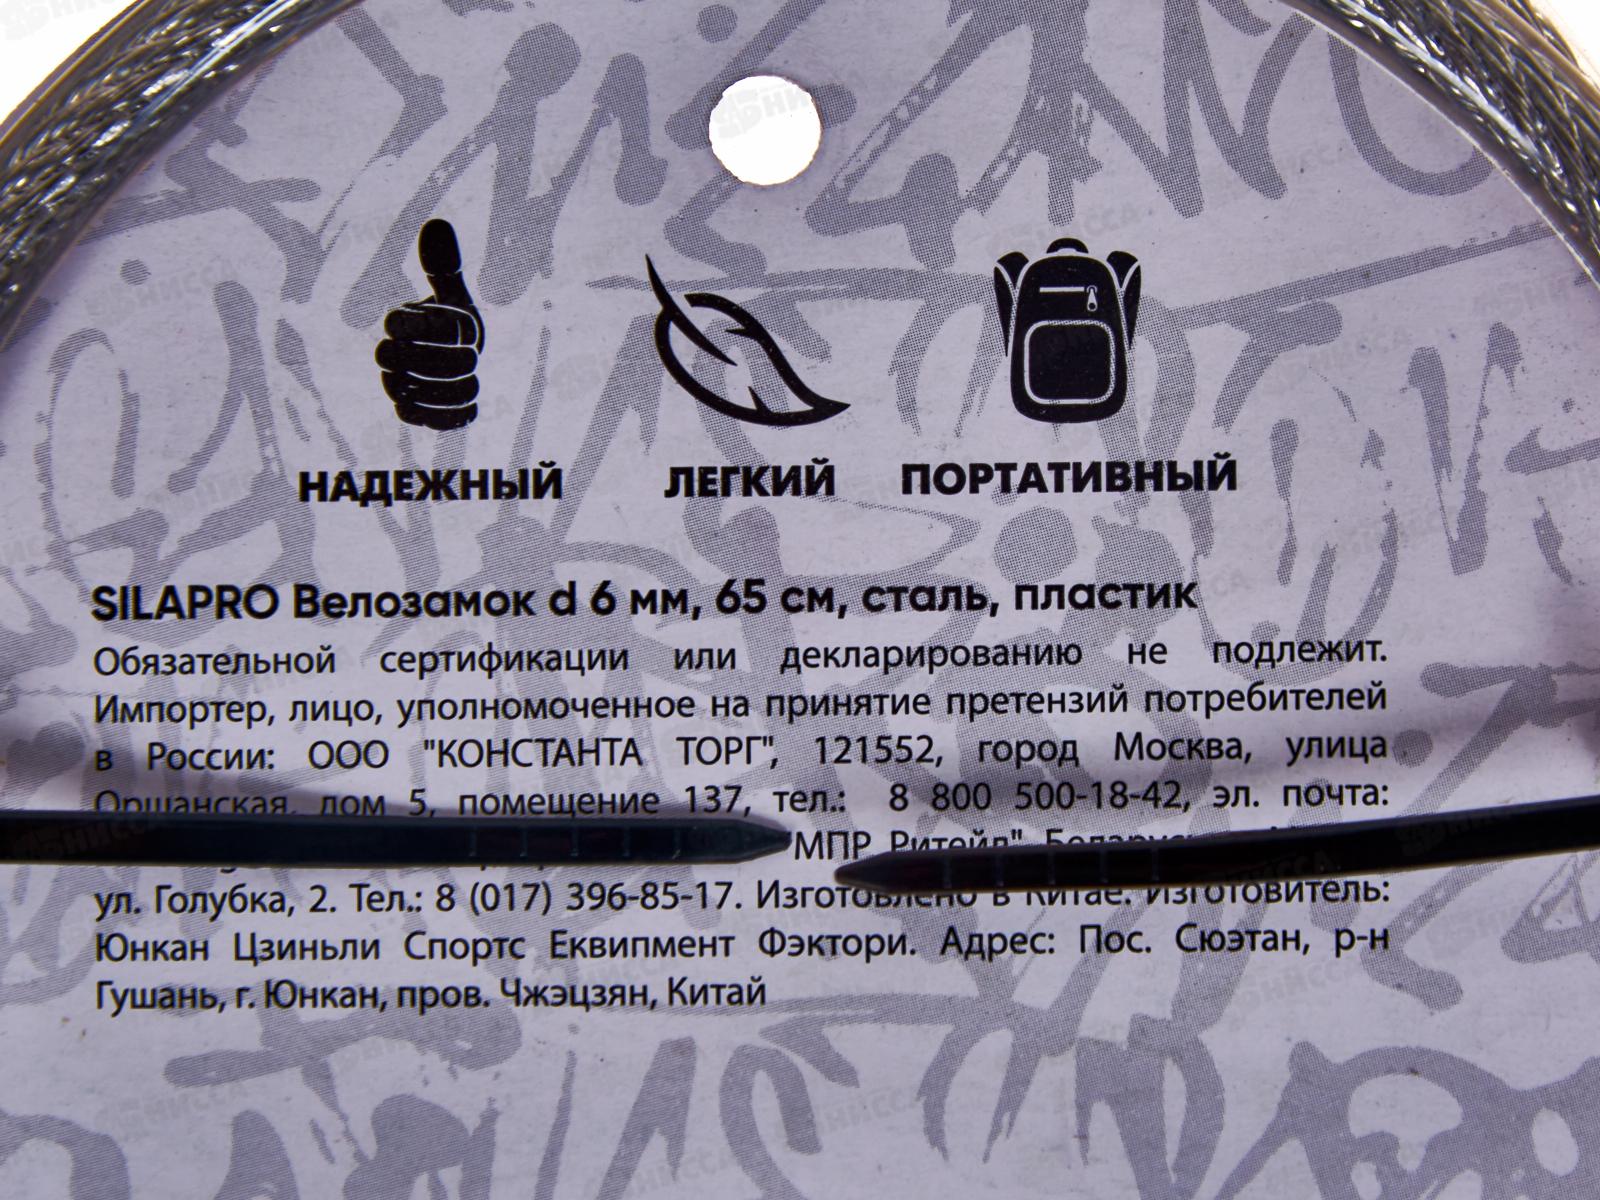 НАДЕЖНЫЙ ЛЕГКИЙ ПОРТАТИВНЫЙ
SILAPRO Велозамок d 6 мм, 65 см, сталь, пластик
Обязательной сертификации или декларированию не подлежит.
Импортер, лицо, уполномоченное на принятие претензий потребителей
в России: ООО "КОНСТАНТА ТОРГ", 121552, город Москва, улица
Оршанская, дом 5, помещение 137, тел.: 8 800 500-18-42, эл. почта:
"МПР Ритейл"
ул. Голубка, 2. Тел.: 8 (017) 396-85-17. Изготовлено в Китае. Изготовитель:
Юнкан Цзиньли Спортс Еквипмент Фэктори. Адрес: Пос. Сюэтан, р-н
Гушань, г. Юнкан, пров. Чжэцзян, Китай